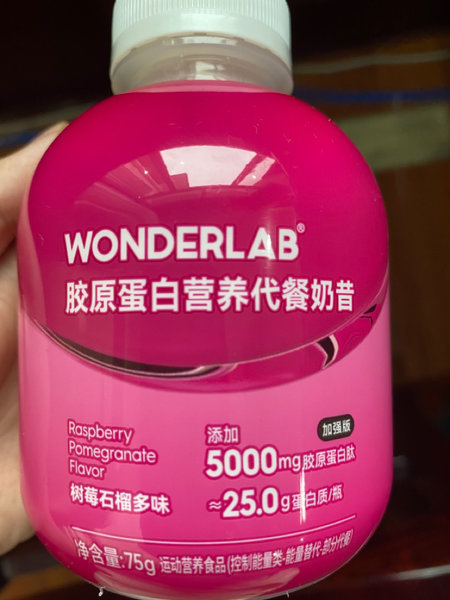 WONDERLAB®
胶原蛋白营养代餐奶昔
Raspberry
Pomegranate
Flavor
树莓石榴多味
添加
加强版
5000mg胶原蛋白肽
≈25.0g蛋白质/瓶
净含量:75g 运动营养食品(控制能量类-能量替代-部分代餐)